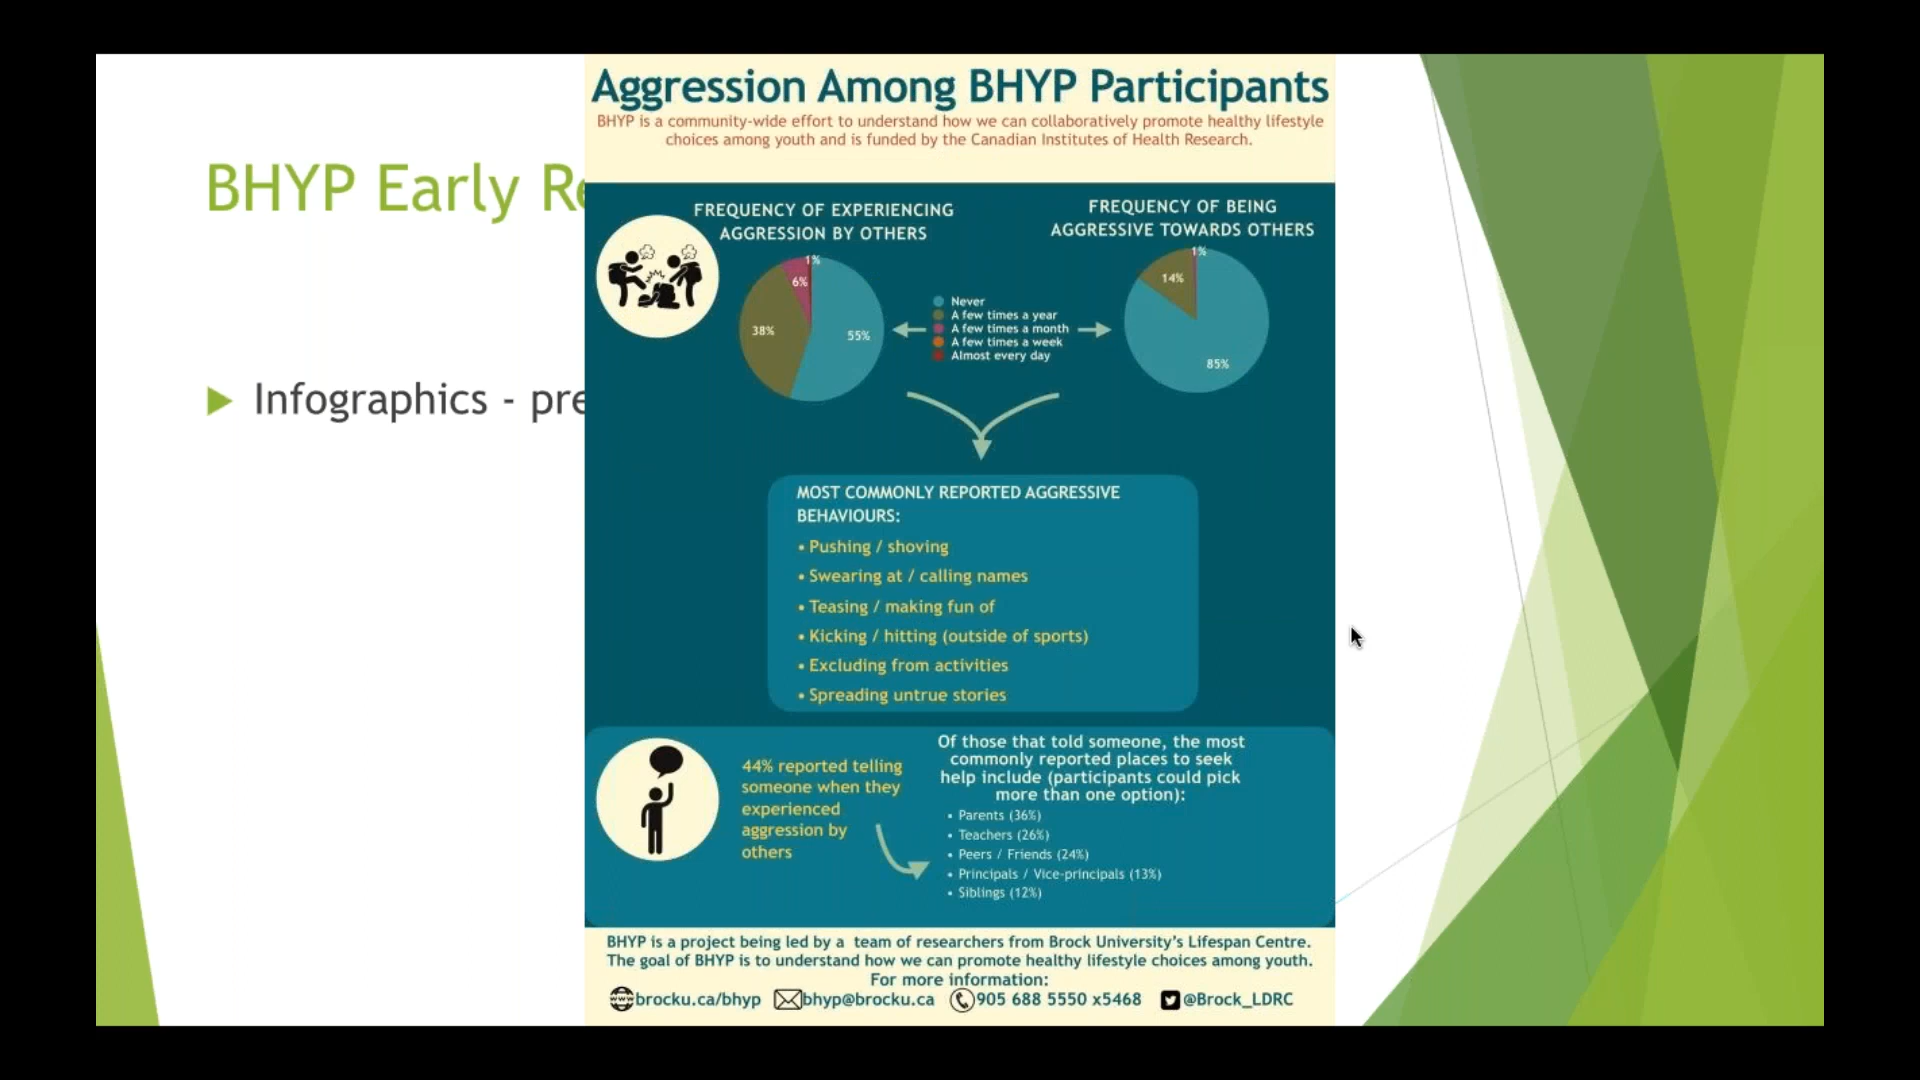 BHYP Early
Infographics -
Aggression Among BHYP Participants
BHYP is a community-wide effort to understand how we can collaboratively promote healthy lifestyle
choices among youth and is funded by the Canadian Institutes of Health Research.
FREQUENCY OF EXPERIENCING
AGGRESSION BY OTHERS
1%
6%
38%
55%
Never
A few times a year
A few times a month
A few times a week
Almost every day
FREQUENCY OF BEING
AGGRESSIVE TOWARDS OTHERS
1%
14%
85%
MOST COMMONLY REPORTED AGGRESSIVE
BEHAVIOURS:
• Pushing / shoving
• Swearing at / calling names
• Teasing / making fun of
• Kicking / hitting (outside of sports)
• Excluding from activities
• Spreading untrue stories
44% reported telling
someone when they
experienced
aggression by
others
Of those that told someone, the most
commonly reported places to seek
help include (participants could pick
more than one option):
• Parents (36%)
• Teachers (26%)
• Peers / Friends (24%)
• Principals / Vice-principals (13%)
• Siblings (12%)
BHYP is a project being led by a team of researchers from Brock University's Lifespan Centre.
The goal of BHYP is to understand how we can promote healthy lifestyle choices among youth.
For more information:
www brocku.ca/bhyp bhyp@brocku.ca 905 688 5550 x5468 @Brock_LDRC